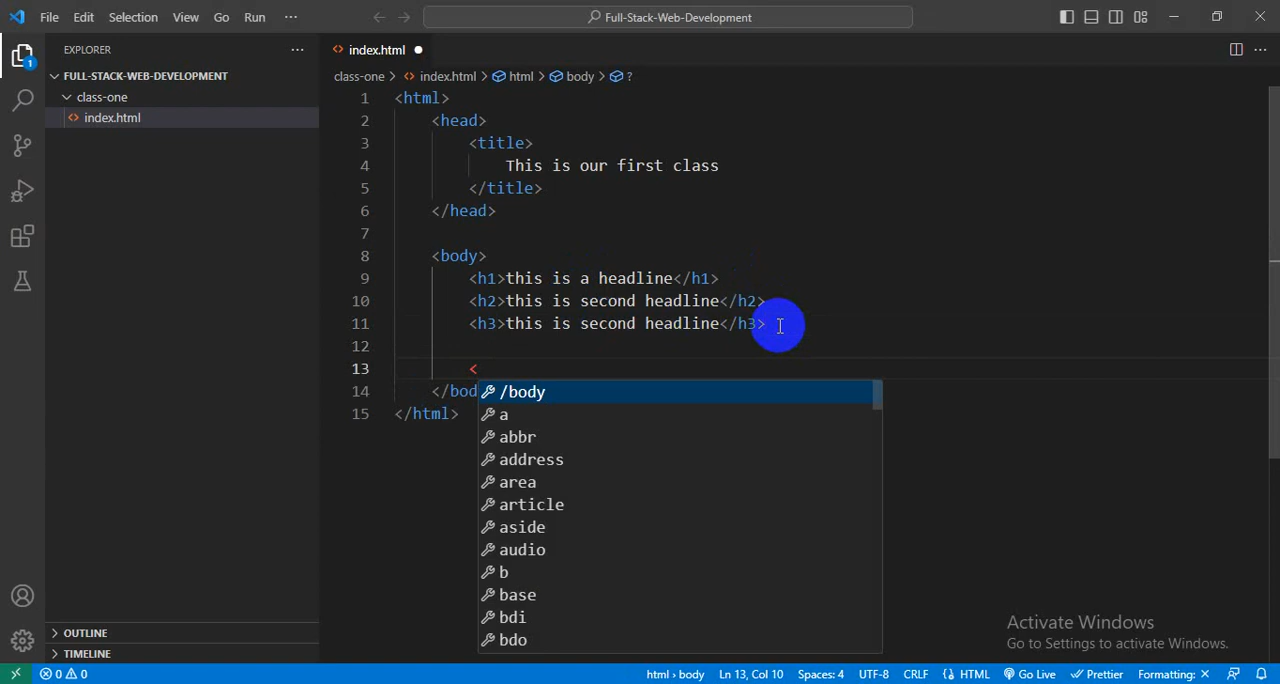 File Edit Selection View Go Run ···
Full-Stack-Web-Development
EXPLORER ···
index.html
FULL-STACK-WEB-DEVELOPMENT
class-one
index.html
1
class-one > index.html > html > body > ?
1 <html>
2 <head>
3 <title>
4 This is our first class
5 </title>
6 </head>
7
8 <body>
9 <h1>this is a headline</h1>
10 <h2>this is second headline</h2>
11 <h3>this is second headline</h3>
12
13 <
14 </bod
15 </html>
/body
a
abbr
address
area
article
aside
audio
b
base
bdi
bdo
OUTLINE
TIMELINE
Activate Windows
Go to Settings to activate Windows.
0 0 html > body Ln 13, Col 10 Spaces: 4 UTF-8 CRLF {} HTML Go Live Prettier Formatting: ×